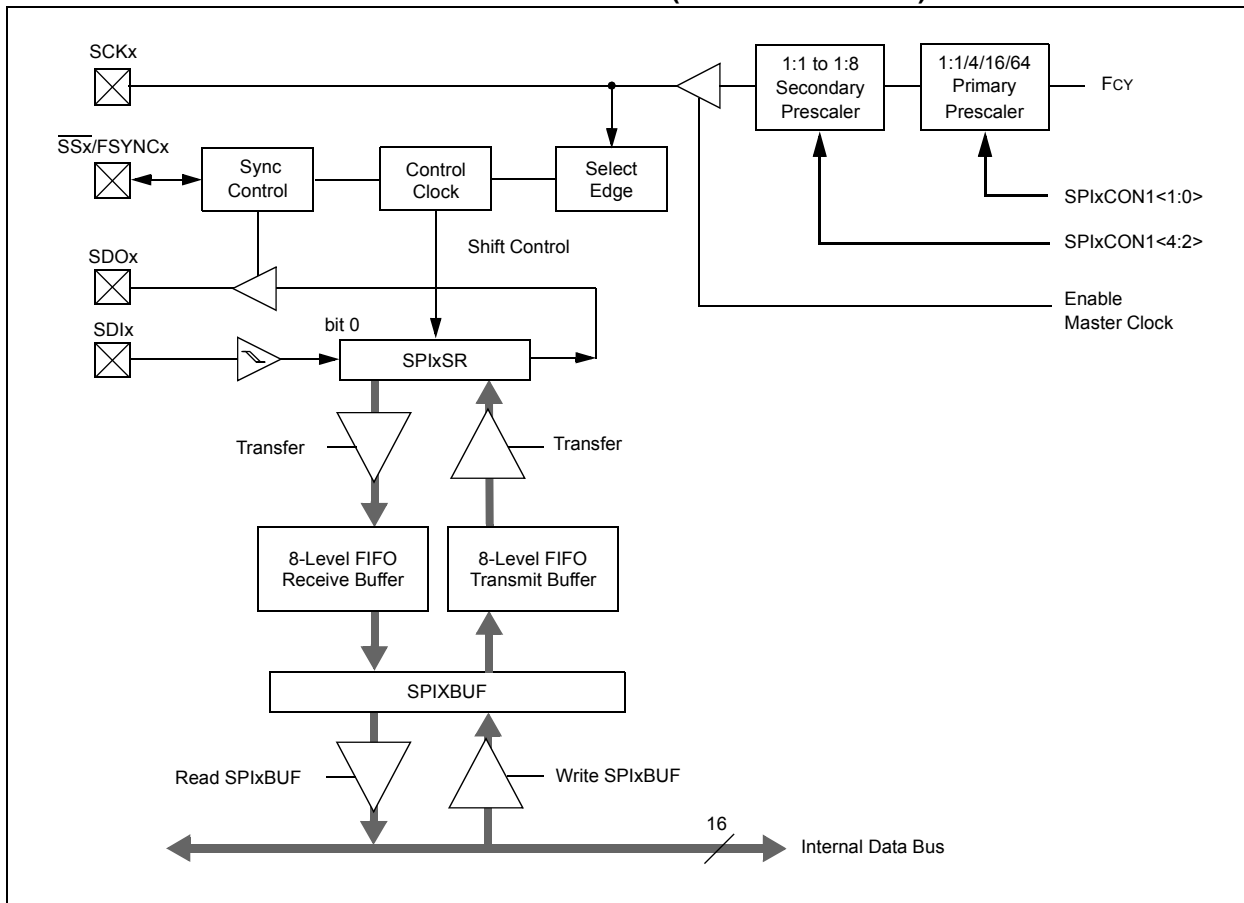 SCKx
1:1 to 1:8
Secondary
Prescaler
1:1/4/16/64
Primary
Prescaler
FCY
SSx/FSYNCx
Sync
Control
Control
Clock
Select
Edge
SPIxCON1<1:0>
SPIxCON1<4:2>
Shift Control
SDOx
Enable
Master Clock
SDIx
bit 0
SPIxSR
Transfer
Transfer
8-Level FIFO
Receive Buffer
8-Level FIFO
Transmit Buffer
SPIXBUF
Read SPIxBUF
Write SPIxBUF
16
Internal Data Bus